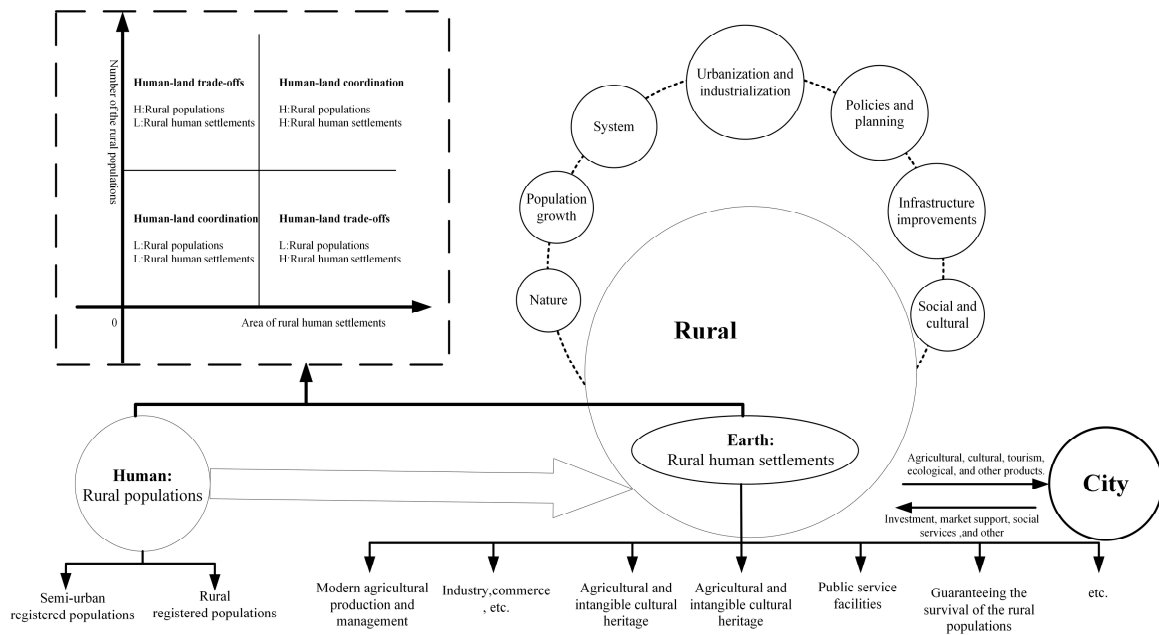 Number of the rural populations
Human-land trade-offs
H:Rural populations
L:Rural human settlements
Human-land coordination
H:Rural populations
H:Rural human settlements
Human-land coordination
L:Rural populations
L:Rural human settlements
Human-land trade-offs
L:Rural populations
H:Rural human settlements
0
Area of rural human settlements
Urbanization and
industrialization
System
Policies and
planning
Population
growth
Infrastructure
improvements
Nature
Social and
cultural
Rural
Human:
Rural populations
Earth:
Rural human settlements
Agricultural, cultural, tourism,
ecological, and other products.
City
Investment, market support, social
services ,and other
Semi-urban
registered populations
Rural
registered populations
Modern agricultural
production and
management
Industry,commerce
, etc.
Agricultural and
intangible cultural
heritage
Agricultural and
intangible cultural
heritage
Public service
facilities
Guaranteeing the
survival of the rural
populations
etc.